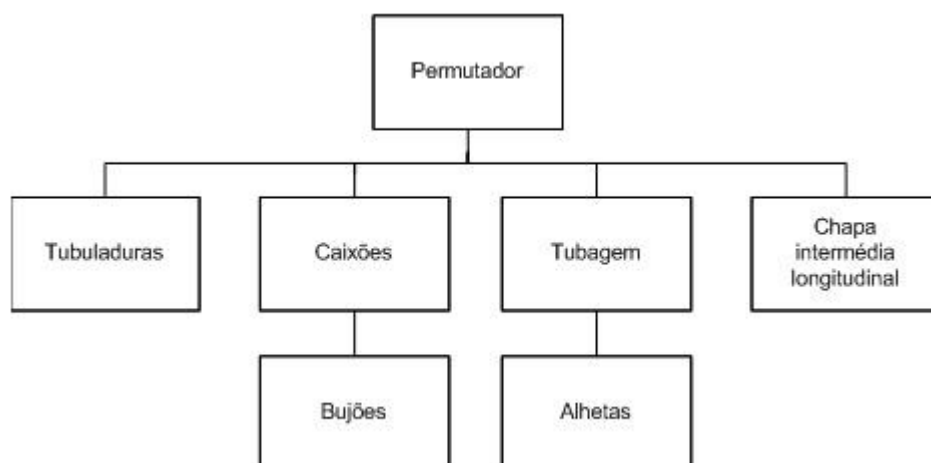 Permutador
Tubuladuras
Caixões
Tubagem
Chapa
intermédia
longitudinal
Bujões
Alhetas